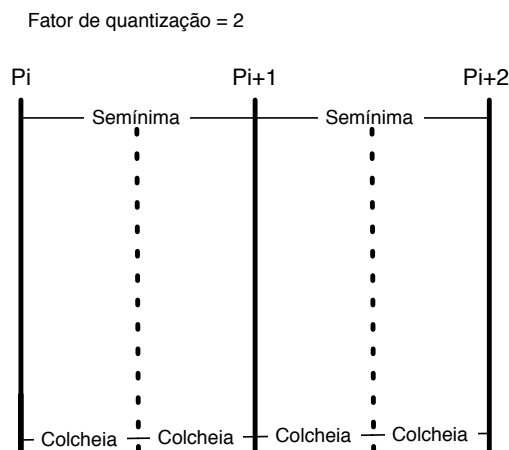 Fator de quantização = 2
Pi Pi+1 Pi+2
Semínima Semínima
Colcheia Colcheia Colcheia Colcheia